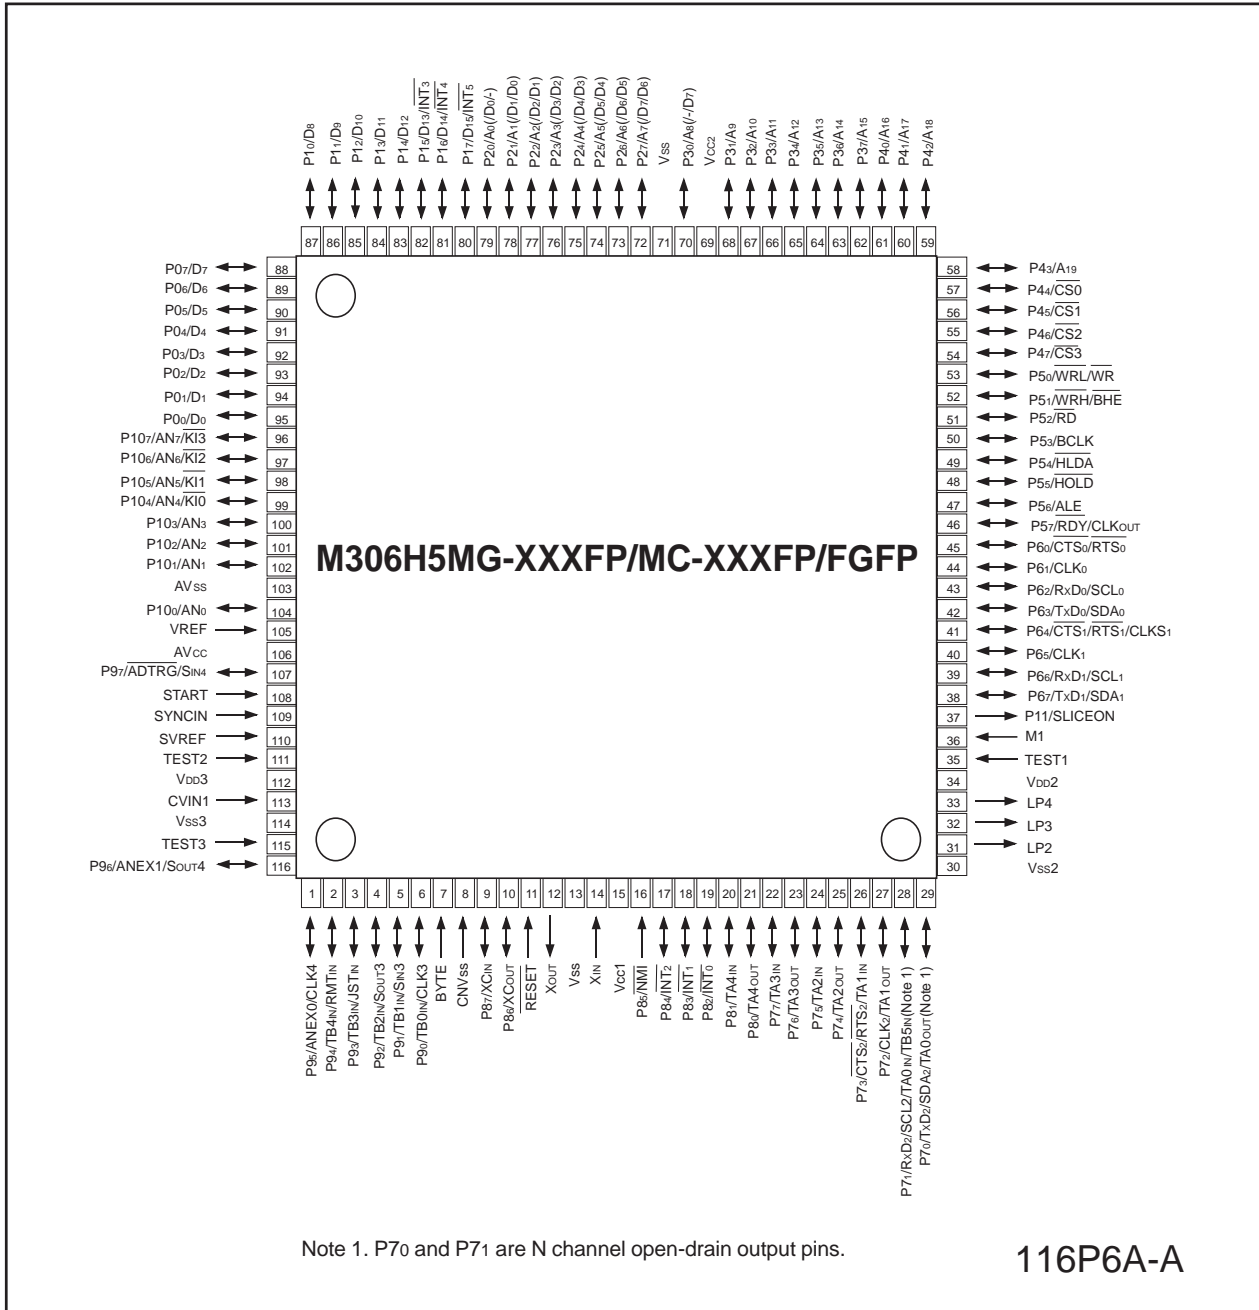 P10/D8
P11/D9
P12/D10
P13/D11
P14/D12
P15/D13/INT3
P16/D14/INT4
P17/D15/INT5
P20/A0(/D0/-)
P21/A1(/D1/D0)
P22/A2(/D2/D1)
P23/A3(/D3/D2)
P24/A4(/D4/D3)
P25/A5(/D5/D4)
P26/A6(/D6/D5)
P27/A7(/D7/D6)
Vss
P30/A8(/-/D7)
VCC2
P31/A9
P32/A10
P33/A11
P34/A12
P35/A13
P36/A14
P37/A15
P40/A16
P41/A17
P42/A18
87 86 85 84 83 82 81 80 79 78 77 76 75 74 73 72 71 70 69 68 67 66 65 64 63 62 61 60 59
P07/D7 88
P06/D6 89
P05/D5 90
P04/D4 91
P03/D3 92
P02/D2 93
P01/D1 94
P00/D0 95
P107/AN7/KI3 96
P106/AN6/KI2 97
P105/AN5/KI1 98
P104/AN4/KI0 99
P103/AN3 100
P102/AN2 101
P101/AN1 102
AVss 103
P100/AN0 104
VREF 105
AVcc 106
P97/ADTRG/SIN4 107
START 108
SYNCIN 109
SVREF 110
TEST2 111
VDD3 112
CVIN1 113
Vss3 114
TEST3 115
P96/ANEX1/SOUT4 116
M306H5MG-XXXFP/MC-XXXFP/FGFP
58 P43/A19
57 P44/CS0
56 P45/CS1
55 P46/CS2
54 P47/CS3
53 P50/WRL/WR
52 P51/WRH/BHE
51 P52/RD
50 P53/BCLK
49 P54/HLDA
48 P55/HOLD
47 P56/ALE
46 P57/RDY/CLKOUT
45 P60/CTS0/RTS0
44 P61/CLK0
43 P62/RxD0/SCL0
42 P63/TxD0/SDA0
41 P64/CTS1/RTS1/CLKS1
40 P65/CLK1
39 P66/RxD1/SCL1
38 P67/TxD1/SDA1
37 P11/SLICEON
36 M1
35 TEST1
34 VDD2
33 LP4
32 LP3
31 LP2
30 Vss2
1 2 3 4 5 6 7 8 9 10 11 12 13 14 15 16 17 18 19 20 21 22 23 24 25 26 27 28 29
P95/ANEX0/CLK4
P94/TB4IN/RMTIN
P93/TB3IN/JSTIN
P92/TB2IN/SOUT3
P91/TB1IN/SIN3
P90/TB0IN/CLK3
BYTE
CNVss
P87/XCIN
P86/XCOUT
RESET
XOUT
Vss
XIN
Vcc1
P85/NMI
P84/INT2
P83/INT1
P82/INT0
P81/TA4IN
P80/TA4OUT
P77/TA3IN
P76/TA3OUT
P75/TA2IN
P74/TA2OUT
P73/CTS2/RTS2/TA1IN
P72/CLK2/TA1OUT
P71/RxD2/SCL2/TA0IN/TB5IN(Note 1)
P70/TxD2/SDA2/TA0OUT(Note 1)
Note 1. P70 and P71 are N channel open-drain output pins.
116P6A-A